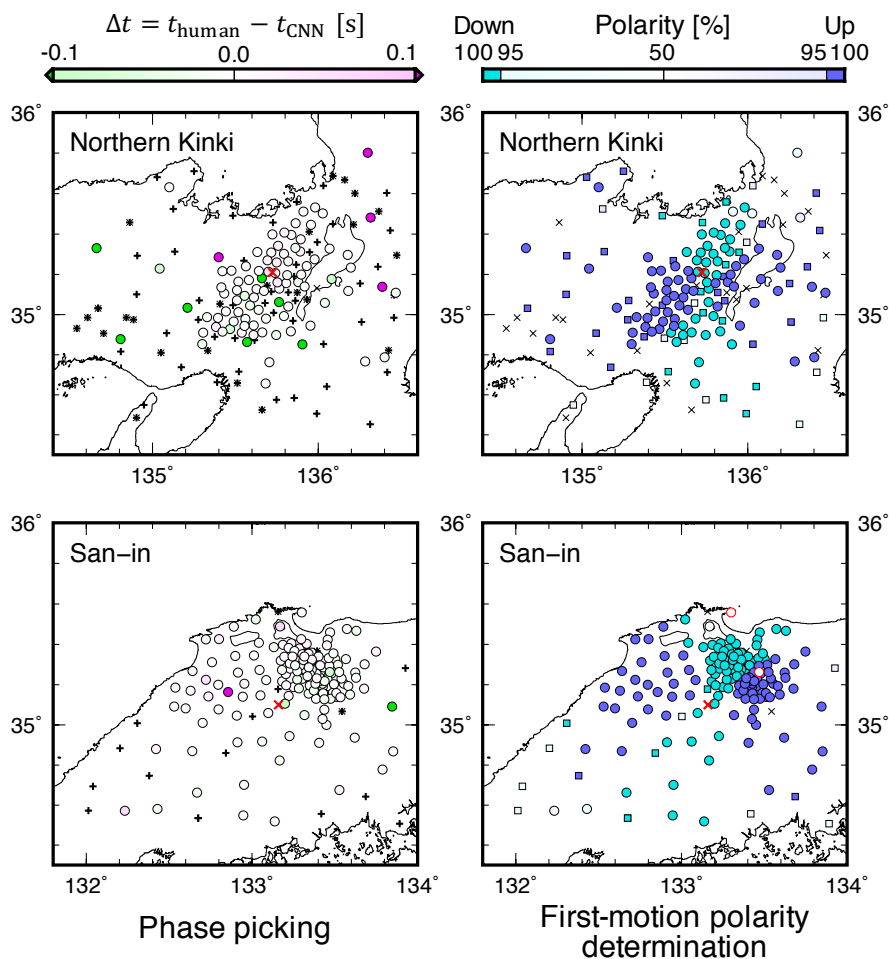 Δt = t_human − t_CNN [s]
-0.1 0.0 0.1
Down Polarity [%] Up
100 95 50 95 100
36°
Northern Kinki
35°
135° 136°
Northern Kinki
36°
35°
135° 136°
36°
San−in
35°
132° 133° 134°
San−in
36°
35°
132° 133° 134°
Phase picking
First-motion polarity
determination